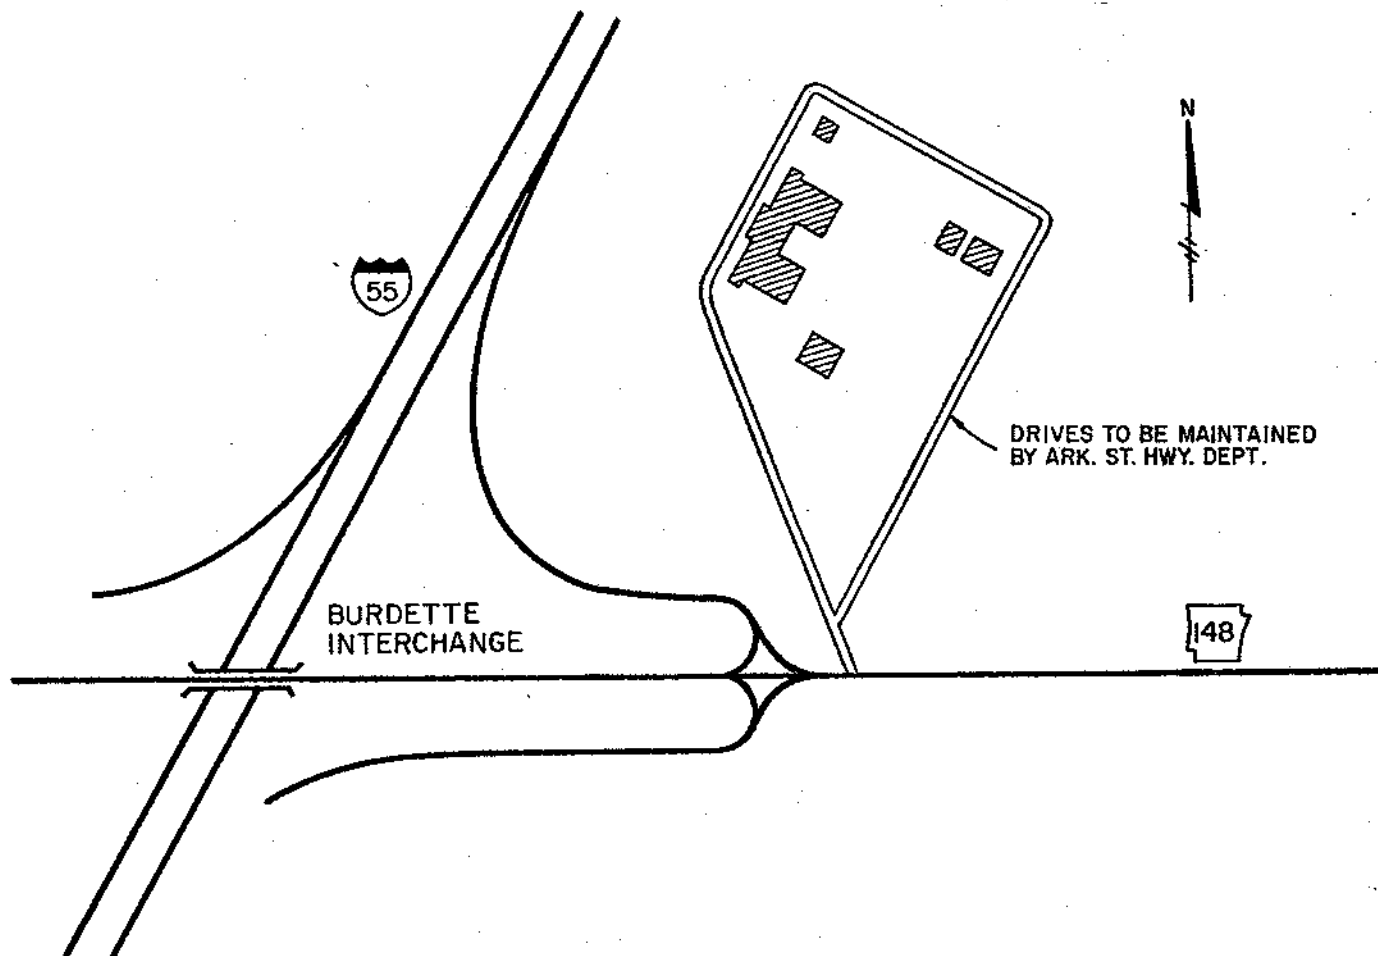 N
55
DRIVES TO BE MAINTAINED
BY ARK. ST. HWY. DEPT.
BURDETTE
INTERCHANGE
148